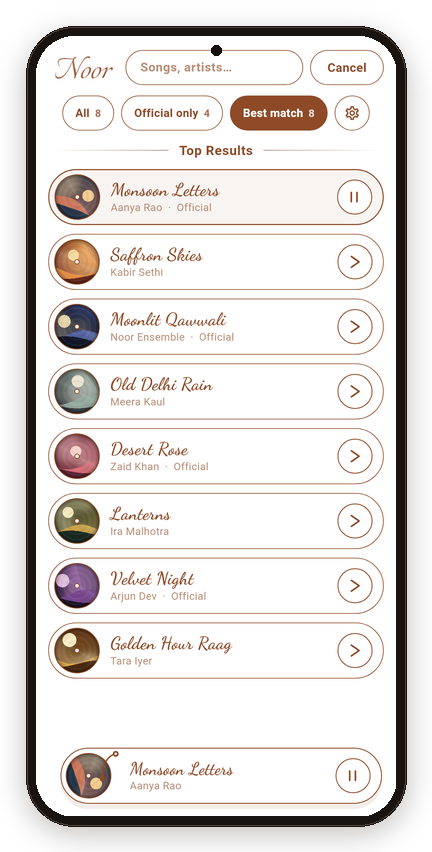 Noor
Songs, artists…
Cancel
All 8
Official only 4
Best match 8
Top Results
Monsoon Letters
Aanya Rao · Official
Saffron Skies
Kabir Sethi
Moonlit Qawwali
Noor Ensemble · Official
Old Delhi Rain
Meera Kaul
Desert Rose
Zaid Khan · Official
Lanterns
Ira Malhotra
Velvet Night
Arjun Dev · Official
Golden Hour Raag
Tara Iyer
Monsoon Letters
Aanya Rao